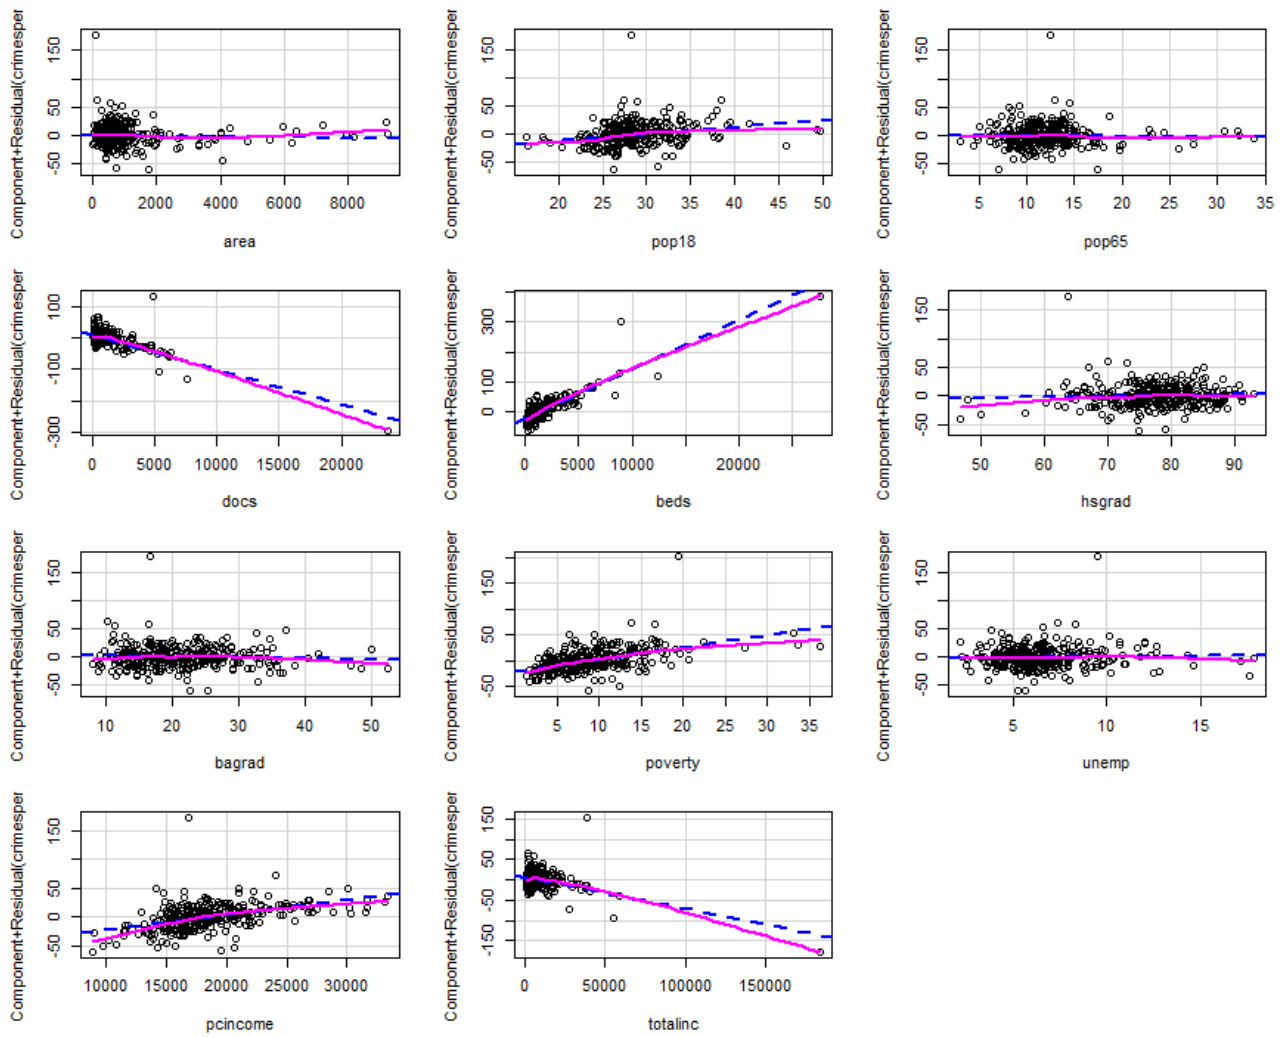 Component+Residual(crimesper
150
50
0
-50
0 2000 4000 6000 8000
area
Component+Residual(crimesper
150
50
0
-50
20 25 30 35 40 45 50
pop18
Component+Residual(crimesper
150
50
0
-50
5 10 15 20 25 30 35
pop65
Component+Residual(crimesper
100
-100
-300
0 5000 10000 15000 20000
docs
Component+Residual(crimesper
300
100
0
0 5000 10000 20000
beds
Component+Residual(crimesper
150
50
0
-50
50 60 70 80 90
hsgrad
Component+Residual(crimesper
150
50
0
-50
10 20 30 40 50
bagrad
Component+Residual(crimesper
150
50
-50
5 10 15 20 25 30 35
poverty
Component+Residual(crimesper
150
50
0
-50
5 10 15
unemp
Component+Residual(crimesper
150
50
0
-50
10000 15000 20000 25000 30000
pcincome
Component+Residual(crimesper
150
50
0
-50
-150
0 50000 100000 150000
totalinc